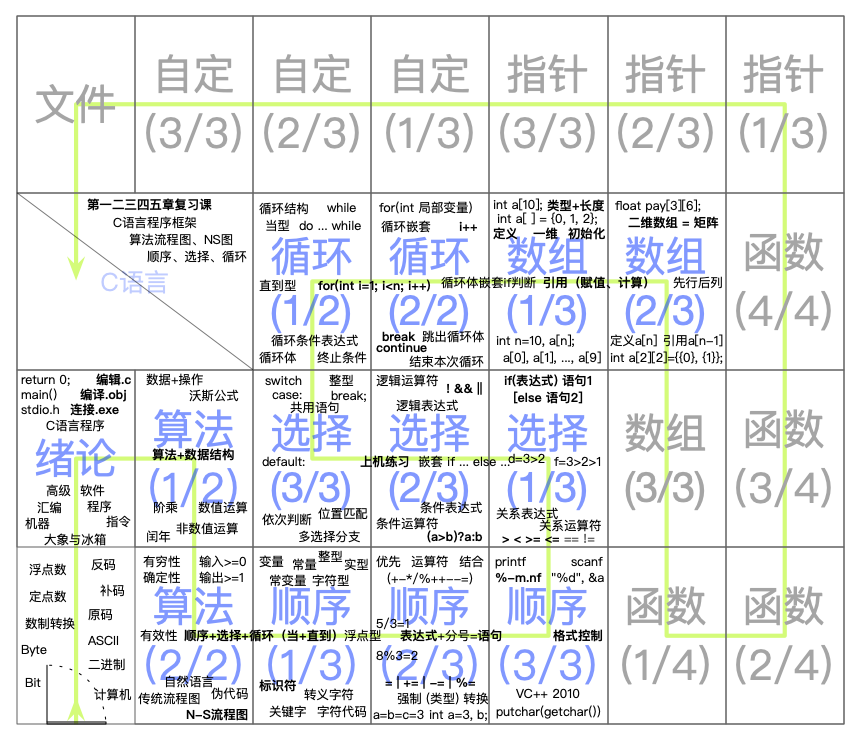 文件
自定
(3/3)
自定
(2/3)
自定
(1/3)
指针
(3/3)
指针
(2/3)
指针
(1/3)
第一二三四五章复习课
C语言程序框架
算法流程图、NS图
顺序、选择、循环
C语言
循环结构 while
当型 do ... while
循环
直到型 for(int i=1; i<n; i++)
(1/2)
循环条件表达式
循环体 终止条件
for(int 局部变量)
循环嵌套 i++
循环
循环体嵌套if判断
(2/2)
break 跳出循环体
continue
结束本次循环
int a[10]; 类型+长度
int a[ ] = {0, 1, 2};
定义 一维 初始化
数组
引用（赋值、计算）
(1/3)
int n=10, a[n];
a[0], a[1], ..., a[9]
float pay[3][6];
二维数组 = 矩阵
数组
先行后列
(2/3)
定义a[n] 引用a[n-1]
int a[2][2]={{0}, {1}};
函数
(4/4)
return 0; 编辑.c
main() 编译.obj
stdio.h 连接.exe
C语言程序
绪论
高级 软件
汇编 程序
机器 指令
大象与冰箱
数据+操作
沃斯公式
算法
算法+数据结构
(1/2)
阶乘 数值运算
闰年 非数值运算
switch 整型
case: break;
共用语句
选择
default:
(3/3)
依次判断 位置匹配
多选择分支
逻辑运算符 ! && ||
逻辑表达式
选择
上机练习 嵌套 if ... else ...
(2/3)
条件表达式
条件运算符
(a>b)?a:b
if(表达式) 语句1
[else 语句2]
选择
d=3>2 f=3>2>1
(1/3)
关系表达式
关系运算符
> < >= <= == !=
数组
(3/3)
函数
(3/4)
浮点数 反码
定点数 补码
数制转换 原码
ASCII
Byte
二进制
Bit
计算机
有穷性 输入>=0
确定性 输出>=1
算法
有效性 顺序+选择+循环（当+直到）
(2/2)
自然语言
传统流程图 伪代码
N-S流程图
变量 常量 整型 实型
常变量 字符型
顺序
浮点型
(1/3)
标识符
转义字符
关键字 字符代码
优先 运算符 结合
(+-*/%++--=)
顺序
5/3=1
表达式+分号=语句
8%3=2
(2/3)
= | += | -= | %=
强制 (类型) 转换
a=b=c=3 int a=3, b;
printf scanf
%-m.nf "%d", &a
顺序
格式控制
(3/3)
VC++ 2010
putchar(getchar())
函数
(1/4)
函数
(2/4)